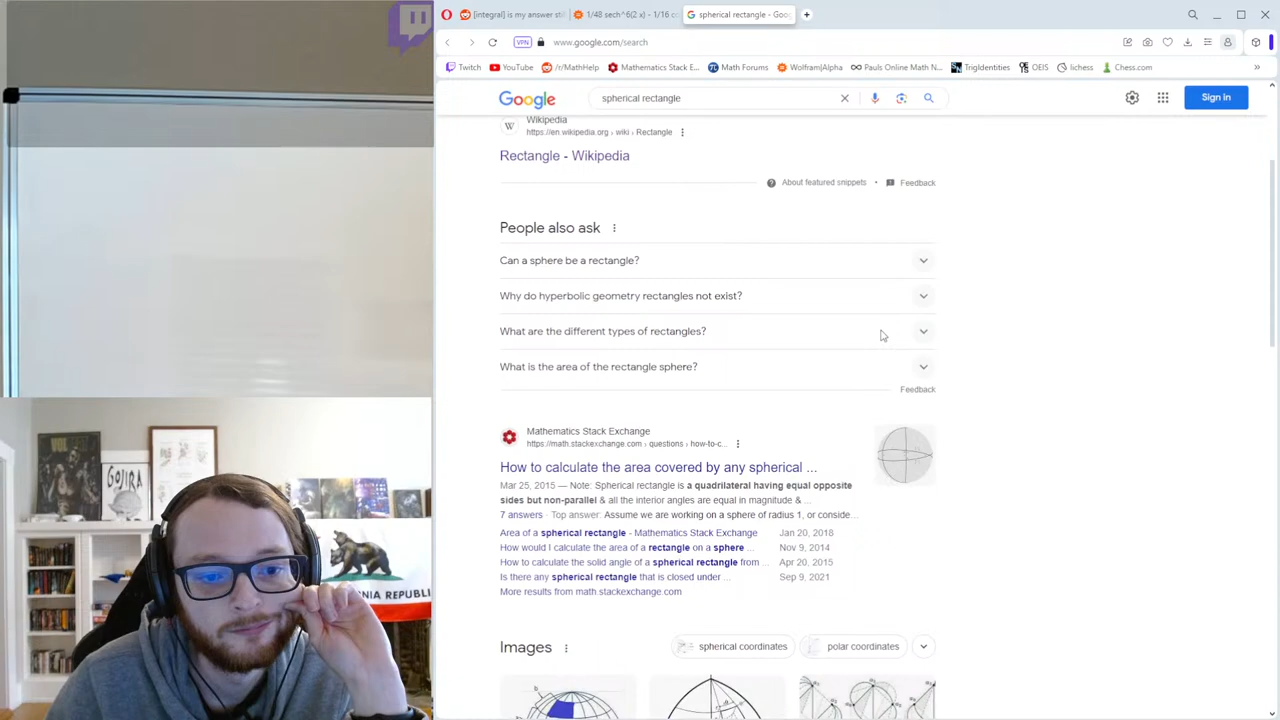 [integral] is my answer sti
1/48 sech^6(2 x) - 1/16 co
spherical rectangle - Goo
VPN
www.google.com/search
Twitch
YouTube
/r/MathHelp
Mathematics Stack E...
Math Forums
Wolfram|Alpha
Pauls Online Math N...
TrigIdentities
OEIS
lichess
Chess.com
»
Google
spherical rectangle
Sign in
W
Wikipedia
https://en.wikipedia.org › wiki › Rectangle
Rectangle - Wikipedia
About featured snippets • Feedback
People also ask
Can a sphere be a rectangle?
Why do hyperbolic geometry rectangles not exist?
What are the different types of rectangles?
What is the area of the rectangle sphere?
Feedback
Mathematics Stack Exchange
https://math.stackexchange.com › questions › how-to-c...
How to calculate the area covered by any spherical ...
Mar 25, 2015 — Note: Spherical rectangle is a quadrilateral having equal opposite
sides but non-parallel & all the interior angles are equal in magnitude & ...
7 answers · Top answer: Assume we are working on a sphere of radius 1, or conside...
Area of a spherical rectangle - Mathematics Stack Exchange Jan 20, 2018
How would I calculate the area of a rectangle on a sphere ... Nov 9, 2014
How to calculate the solid angle of a spherical rectangle from ... Apr 20, 2015
Is there any spherical rectangle that is closed under ... Sep 9, 2021
More results from math.stackexchange.com
Images
spherical coordinates
polar coordinates
GOJIRA
NIA REPUBLI